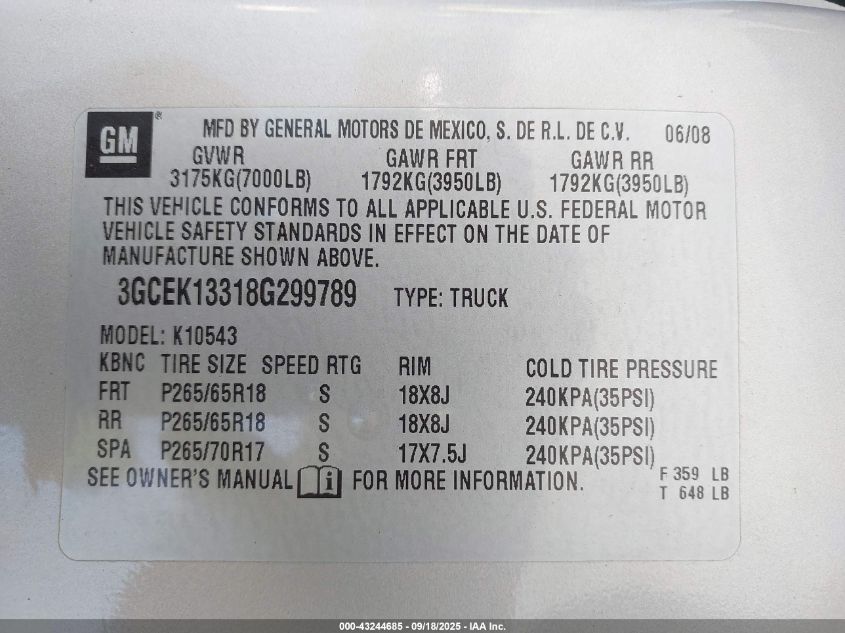 GM® MFD BY GENERAL MOTORS DE MEXICO, S. DE R.L. DE C.V. 06/08
GVWR GAWR FRT GAWR RR
3175KG(7000LB) 1792KG(3950LB) 1792KG(3950LB)
THIS VEHICLE CONFORMS TO ALL APPLICABLE U.S. FEDERAL MOTOR
VEHICLE SAFETY STANDARDS IN EFFECT ON THE DATE OF
MANUFACTURE SHOWN ABOVE.
3GCEK13318G299789 TYPE: TRUCK
MODEL: K10543
KBNC TIRE SIZE SPEED RTG RIM COLD TIRE PRESSURE
FRT P265/65R18 S 18X8J 240KPA(35PSI)
RR P265/65R18 S 18X8J 240KPA(35PSI)
SPA P265/70R17 S 17X7.5J 240KPA(35PSI)
SEE OWNER'S MANUAL i FOR MORE INFORMATION. F 359 LB
T 648 LB
000-43244685 - 09/18/2025 - IAA Inc.